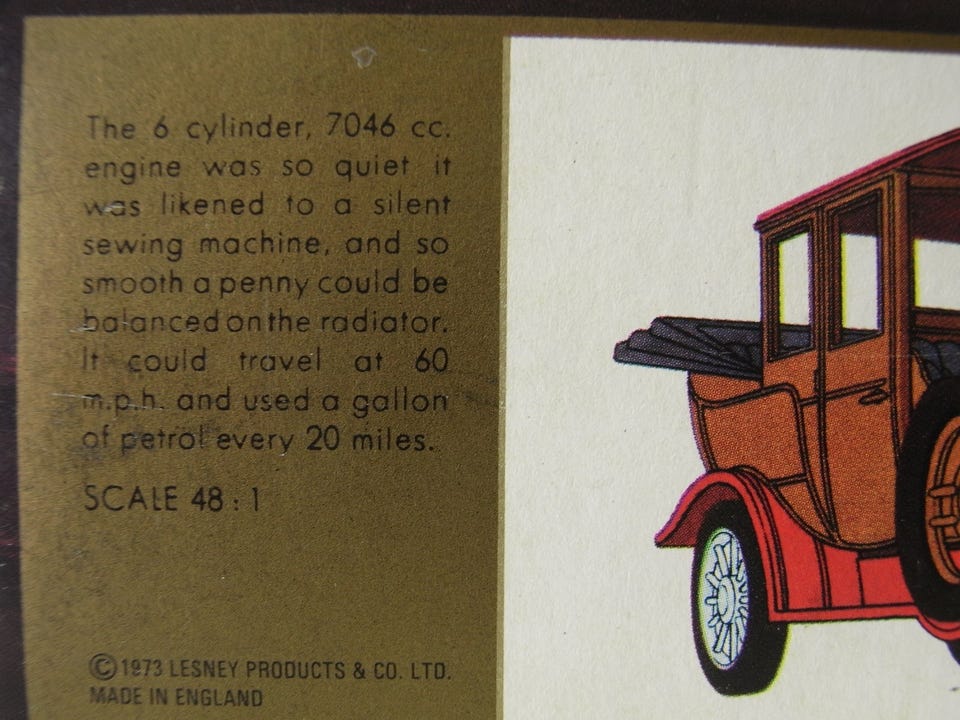 The 6 cylinder, 7046 cc.
engine was so quiet it
was likened to a silent
sewing machine, and so
smooth a penny could be
balanced on the radiator.
It could travel at 60
m.p.h. and used a gallon
of petrol every 20 miles.
SCALE 48 : 1
© 1973 LESNEY PRODUCTS & CO. LTD.
MADE IN ENGLAND